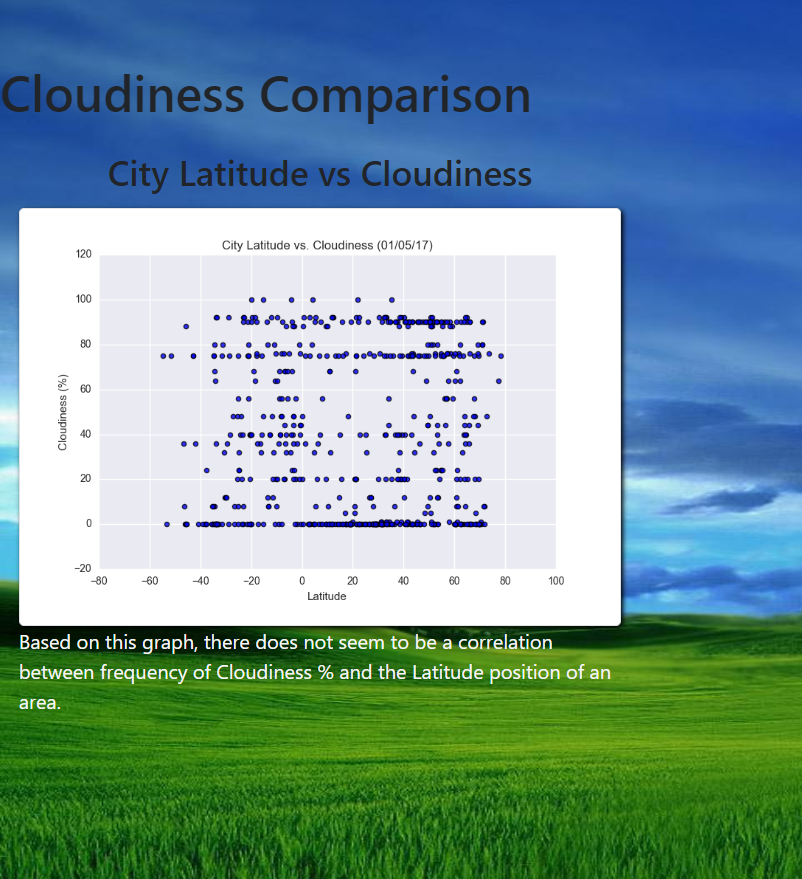 Cloudiness Comparison
City Latitude vs Cloudiness
City Latitude vs. Cloudiness (01/05/17)
120
100
80
60
40
20
0
−20
Cloudiness (%)
−80 −60 −40 −20 0 20 40 60 80 100
Latitude
Based on this graph, there does not seem to be a correlation
between frequency of Cloudiness % and the Latitude position of an
area.